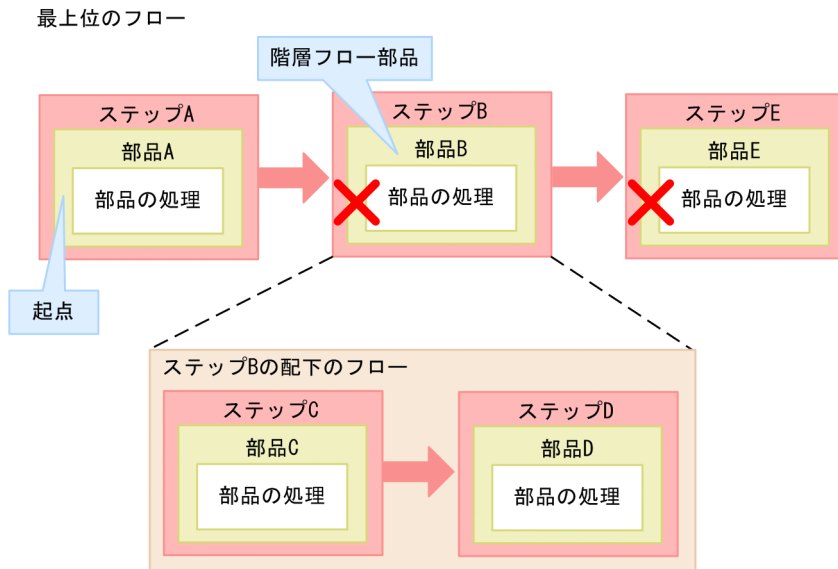 最上位のフロー
階層フロー部品
ステップA
部品A
部品の処理
ステップB
部品B
部品の処理
ステップE
部品E
部品の処理
起点
ステップBの配下のフロー
ステップC
部品C
部品の処理
ステップD
部品D
部品の処理